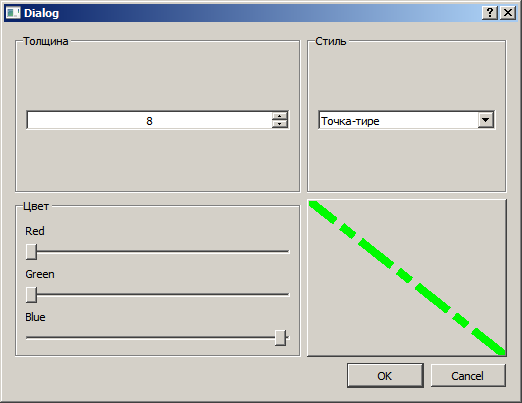 Dialog
Толщина
Стиль
8
Точка-тире
Цвет
Red
Green
Blue
OK
Cancel